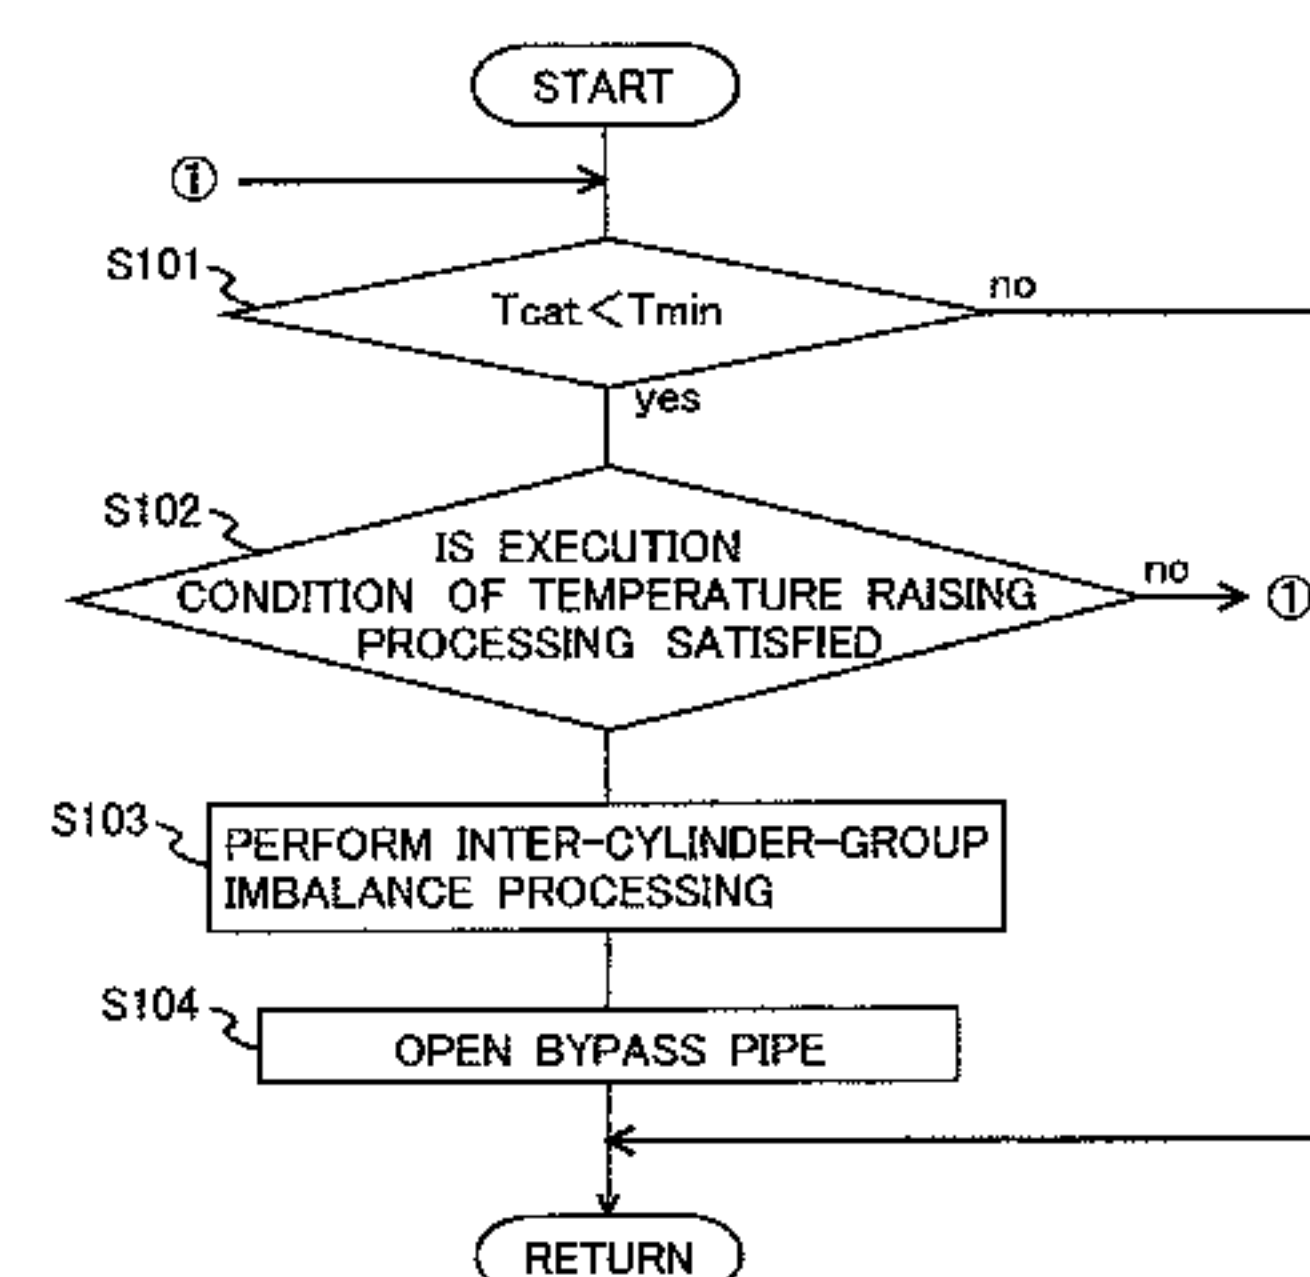 START
①
S101
Tcat<Tmin
no
yes
S102
IS EXECUTION
CONDITION OF TEMPERATURE RAISING
PROCESSING SATISFIED
no
①
S103
PERFORM INTER-CYLINDER-GROUP
IMBALANCE PROCESSING
S104
OPEN BYPASS PIPE
RETURN